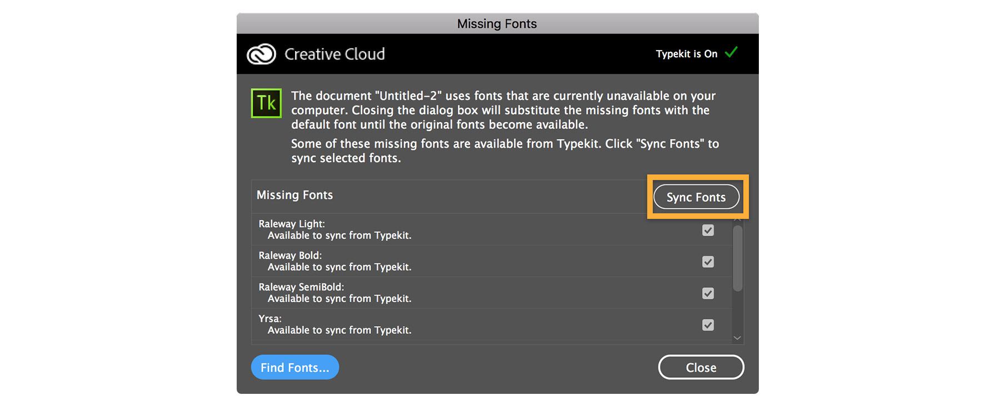 Missing Fonts
Creative Cloud
Typekit is On
Tk
The document "Untitled-2" uses fonts that are currently unavailable on your
computer. Closing the dialog box will substitute the missing fonts with the
default font until the original fonts become available.
Some of these missing fonts are available from Typekit. Click "Sync Fonts" to
sync selected fonts.
Missing Fonts
Sync Fonts
Raleway Light:
Available to sync from Typekit.
Raleway Bold:
Available to sync from Typekit.
Raleway SemiBold:
Available to sync from Typekit.
Yrsa:
Available to sync from Typekit.
Find Fonts...
Close